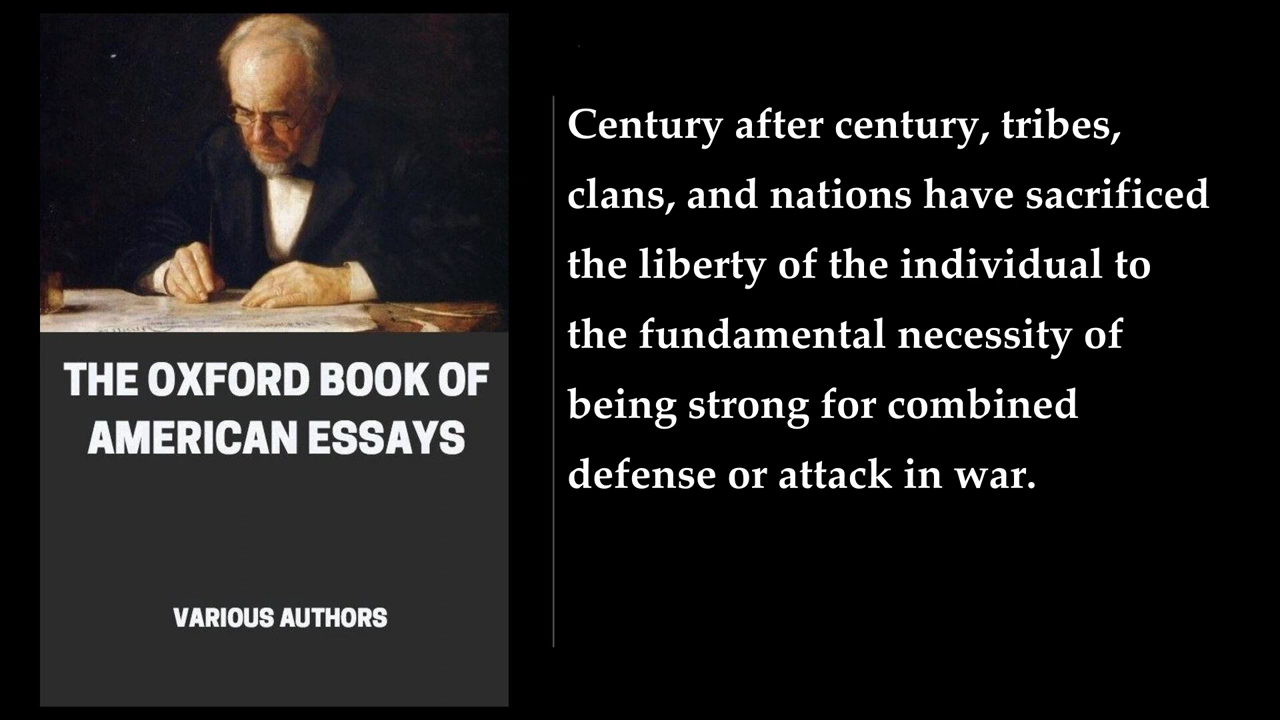 THE OXFORD BOOK OF
AMERICAN ESSAYS
VARIOUS AUTHORS
Century after century, tribes,
clans, and nations have sacrificed
the liberty of the individual to
the fundamental necessity of
being strong for combined
defense or attack in war.